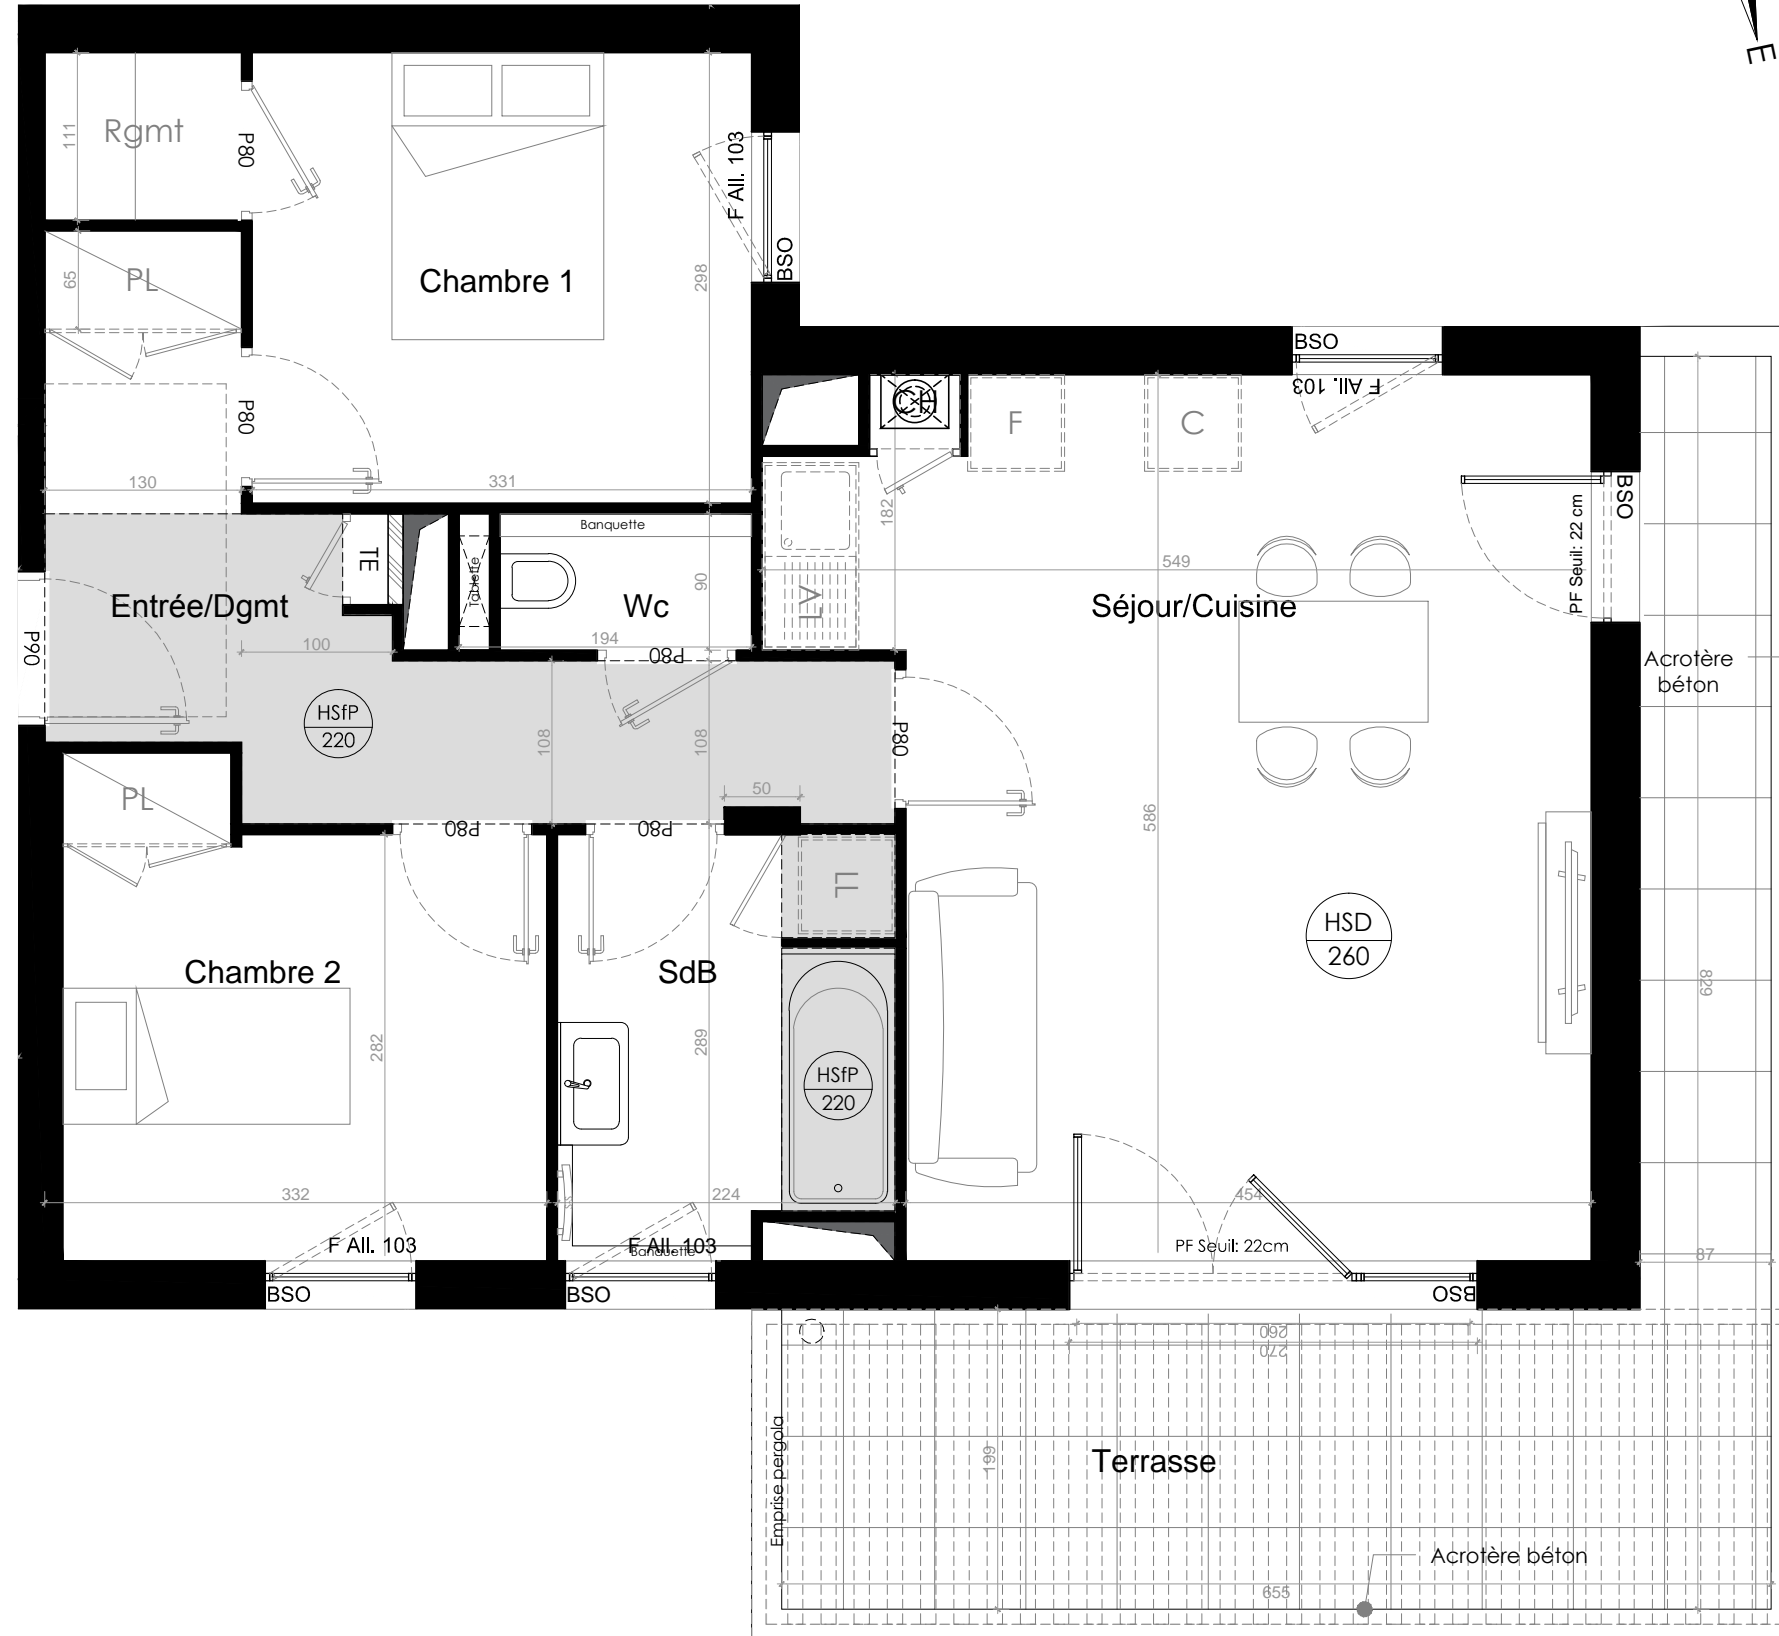 E
Rgmt
111
P80
F All. 103
BSO
PL
65
Chambre 1
298
BSO
F All. 103
P80
F
C
130
331
182
BSO
PF Seuil: 22 cm
Banquette
TE
Tablette
90
549
LV
Entrée/Dgmt
Wc
Séjour/Cuisine
P90
100
194
P80
Acrotère
béton
HSfP
220
108
108
P80
50
PL
P80
P80
586
LL
HSD
260
Chambre 2
SdB
829
282
289
HSfP
220
332
224
454
F All. 103
F All. 103
Banquette
PF Seuil: 22cm
87
BSO
BSO
BSO
260
270
Emprise pergola
199
Terrasse
Acrotère béton
655